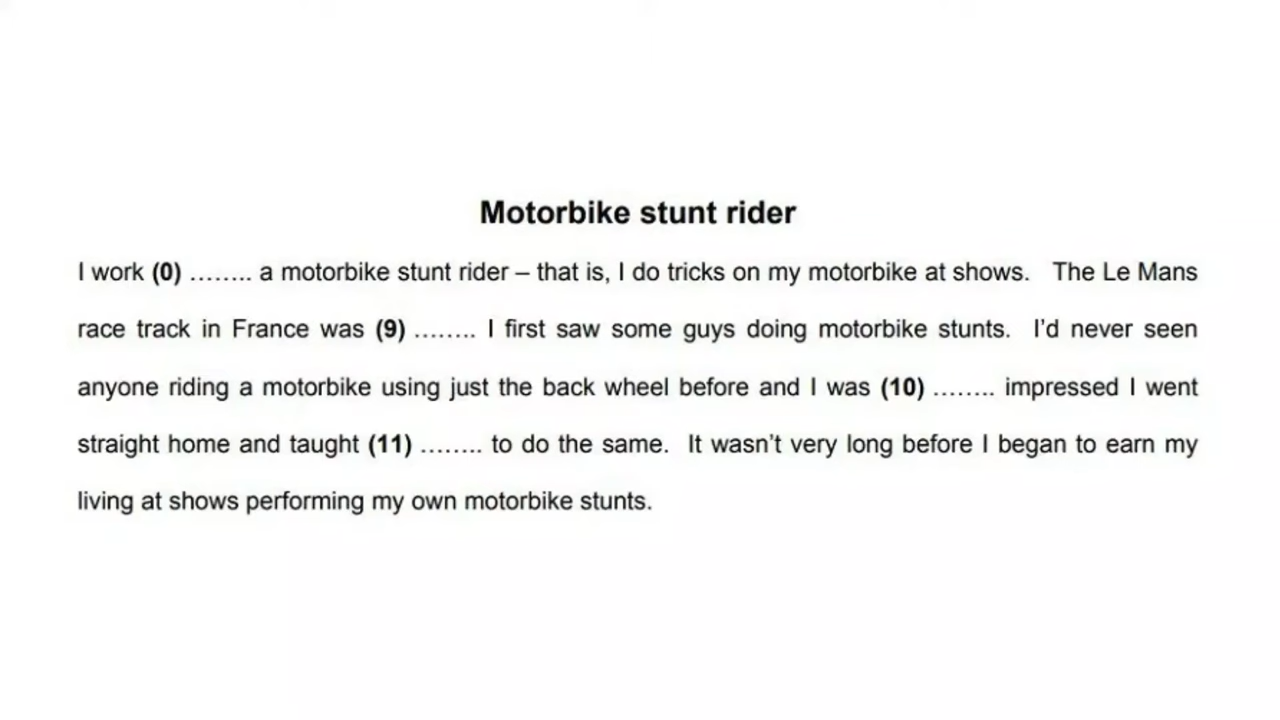 Motorbike stunt rider
I work (0) …….. a motorbike stunt rider – that is, I do tricks on my motorbike at shows. The Le Mans
race track in France was (9) …….. I first saw some guys doing motorbike stunts. I’d never seen
anyone riding a motorbike using just the back wheel before and I was (10) …….. impressed I went
straight home and taught (11) …….. to do the same. It wasn’t very long before I began to earn my
living at shows performing my own motorbike stunts.